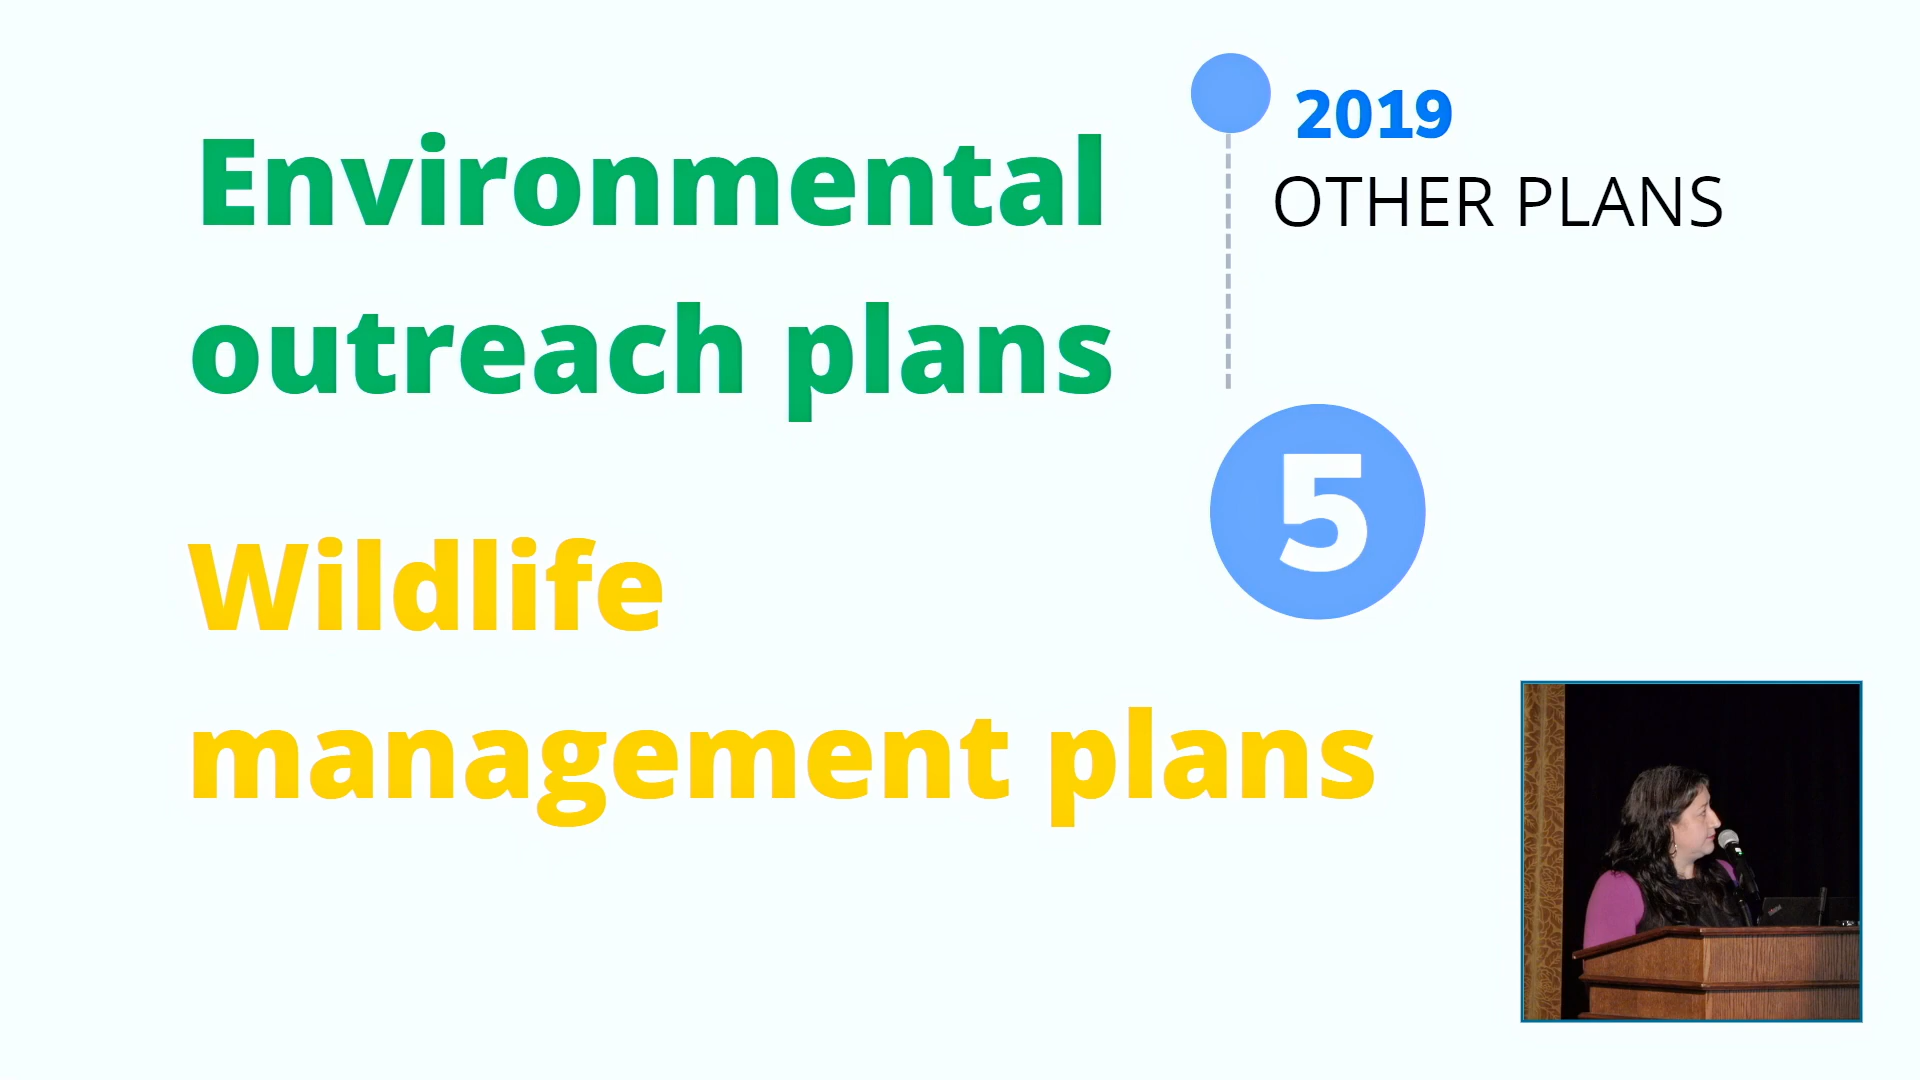 Environmental
outreach plans
Wildlife
management plans
2019
OTHER PLANS
5